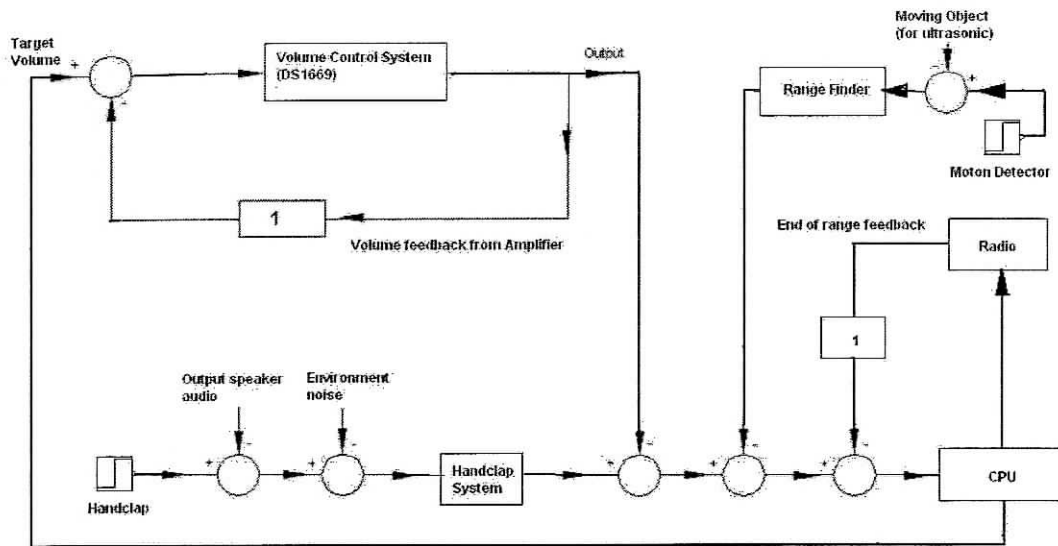 Target
Volume
+
-
Volume Control System
(DS1669)
Output
1
Volume feedback from Amplifier
Moving Object
(for ultrasonic)
-
+
Range Finder
Moton Detector
End of range feedback
Radio
1
Output speaker
audio
Environment
noise
+
-
+
-
Handclap
Handclap
System
+
-
+
-
+
-
CPU